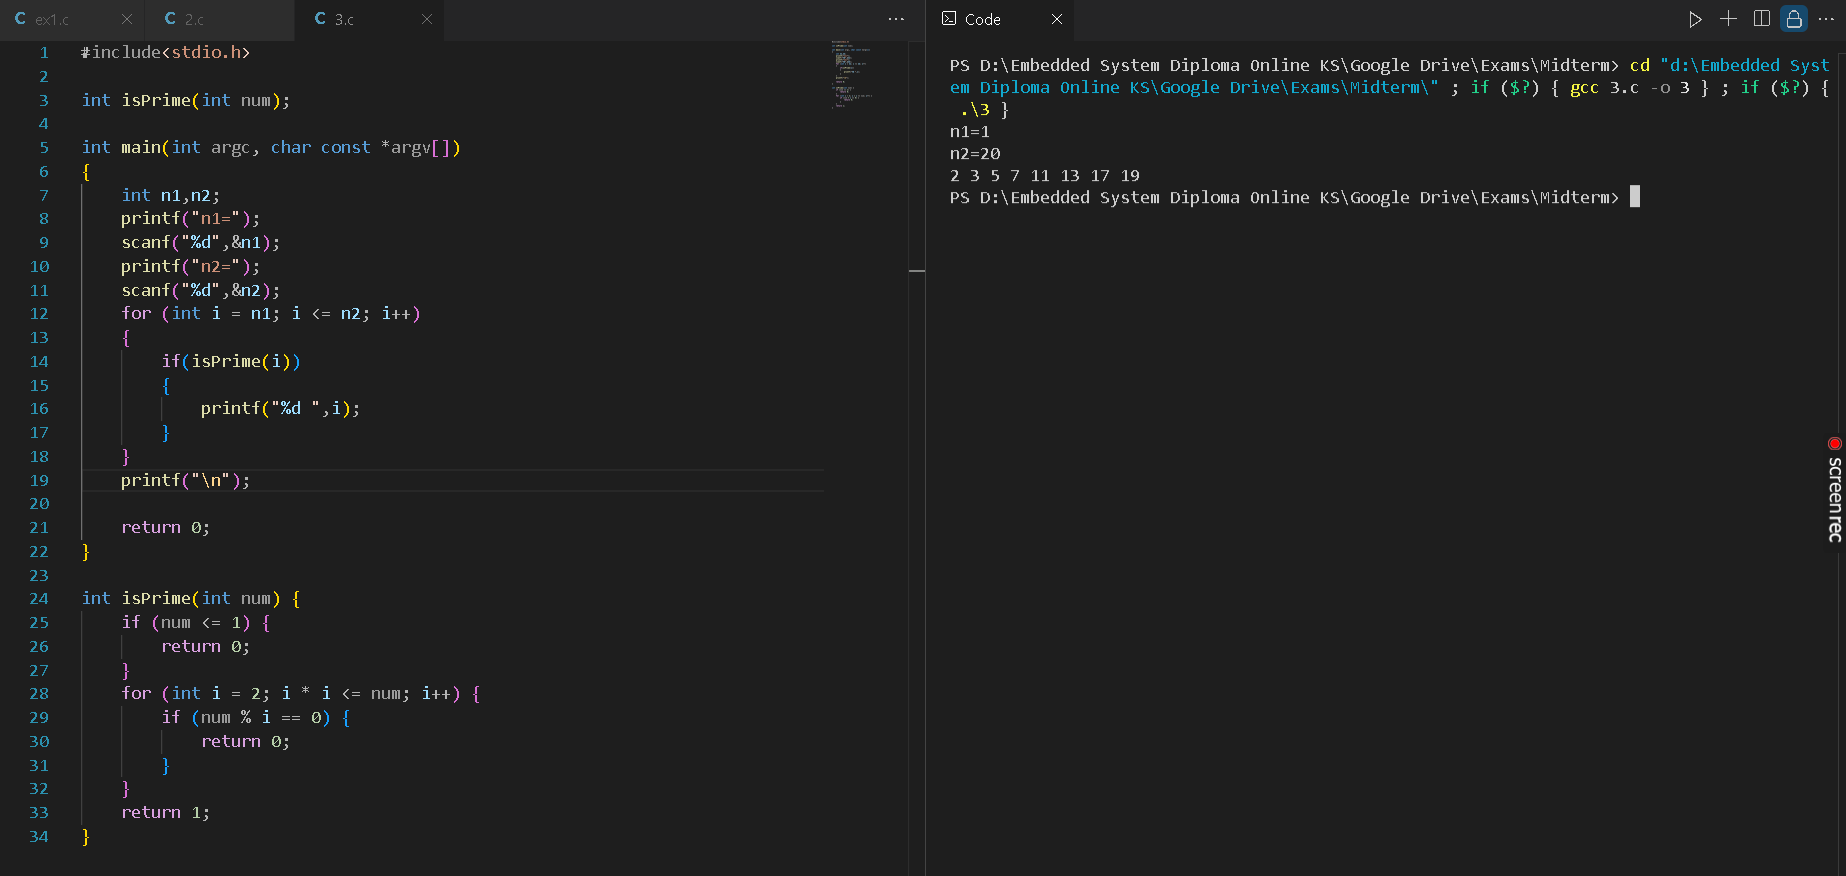 C ex1.c × C 2.c C 3.c × ···
1 #include<stdio.h>
2
3 int isPrime(int num);
4
5 int main(int argc, char const *argv[])
6 {
7     int n1,n2;
8     printf("n1=");
9     scanf("%d",&n1);
10     printf("n2=");
11     scanf("%d",&n2);
12     for (int i = n1; i <= n2; i++)
13     {
14         if(isPrime(i))
15         {
16             printf("%d ",i);
17         }
18     }
19     printf("\n");
20
21     return 0;
22 }
23
24 int isPrime(int num) {
25     if (num <= 1) {
26         return 0;
27     }
28     for (int i = 2; i * i <= num; i++) {
29         if (num % i == 0) {
30             return 0;
31         }
32     }
33     return 1;
34 }
Code × ···
PS D:\Embedded System Diploma Online KS\Google Drive\Exams\Midterm> cd "d:\Embedded Syst
em Diploma Online KS\Google Drive\Exams\Midterm\" ; if ($?) { gcc 3.c -o 3 } ; if ($?) {
 .\3 }
n1=1
n2=20
2 3 5 7 11 13 17 19
PS D:\Embedded System Diploma Online KS\Google Drive\Exams\Midterm>
screenrec